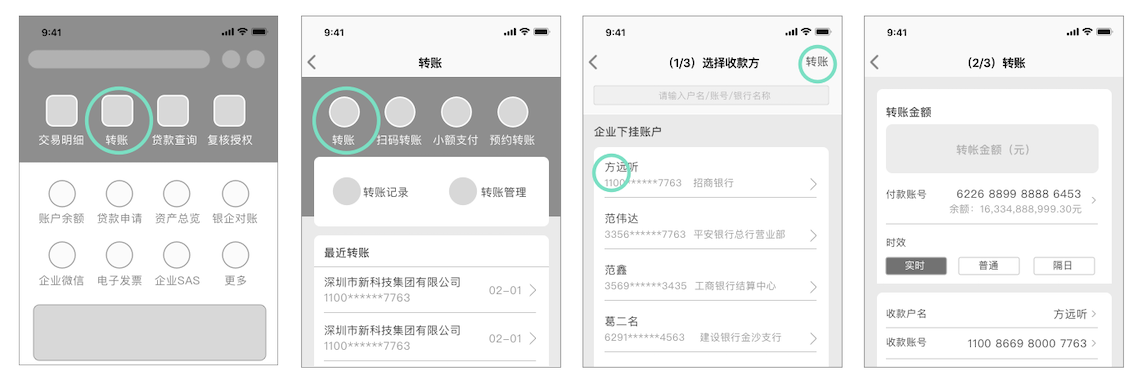 9:41
交易明细 转账 贷款查询 复核授权
账户余额 贷款申请 资产总览 银企对账
企业微信 电子发票 企业SAS 更多
9:41
转账
转账 扫码转账 小额支付 预约转账
转账记录 转账管理
最近转账
深圳市新科技集团有限公司
1100******7763 02-01
深圳市新科技集团有限公司
1100******7763 02-01
9:41
（1/3）选择收款方 转账
请输入户名/账号/银行名称
企业下挂账户
方远听
1100******7763 招商银行
范伟达
3356******7763 平安银行总行营业部
范鑫
3569******3435 工商银行结算中心
葛二名
6291******4563 建设银行金沙支行
9:41
（2/3）转账
转账金额
转帐金额（元）
付款账号 6226 8899 8888 6453
余额：16,334,888,999.30元
时效
实时 普通 隔日
收款户名 方远听
收款账号 1100 8669 8000 7763